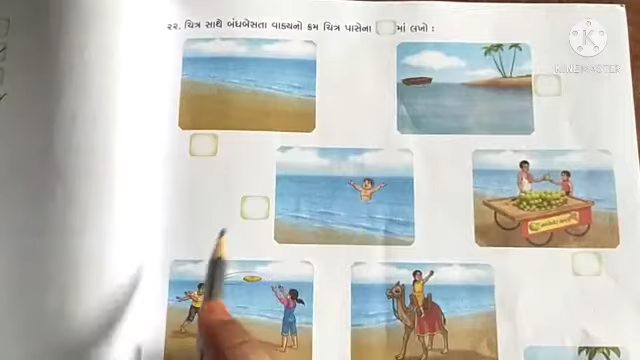 ૨૨. ચિત્ર સાથે બંધબેસતા વાક્યનો ક્રમ ચિત્ર પાસેના માં લખો :
KINEMASTER